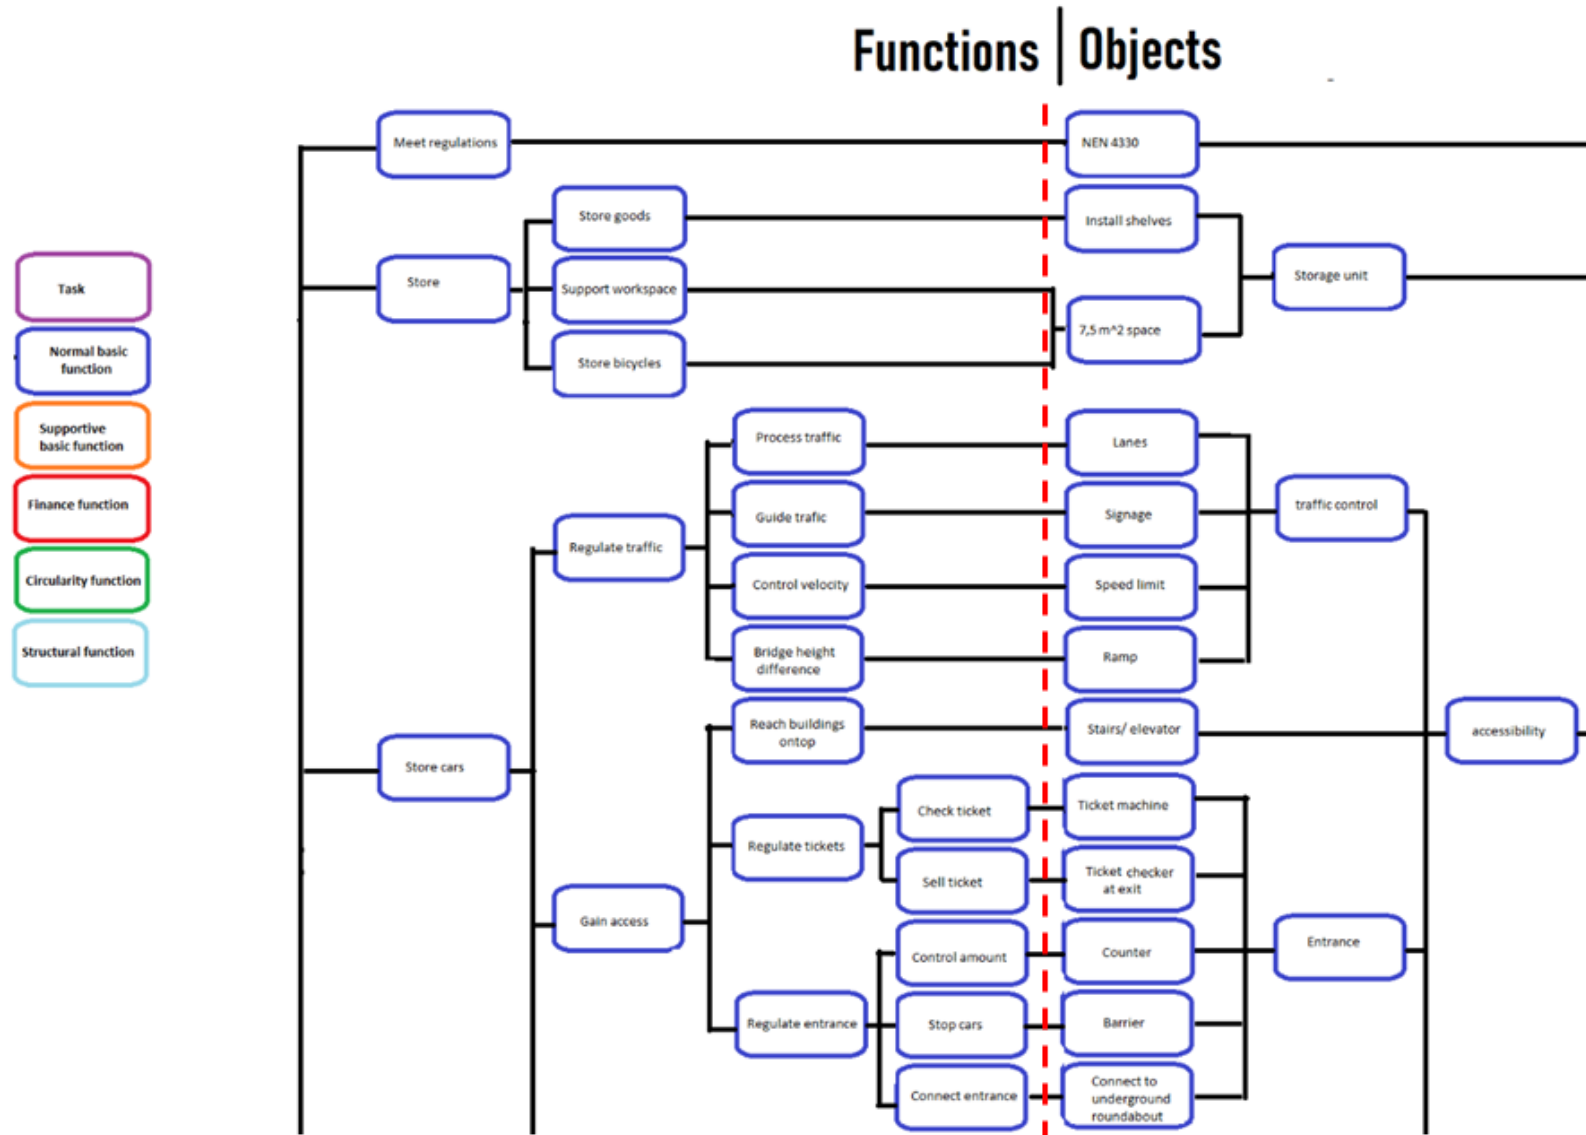 Functions | Objects
Meet regulations
NEN 4330
Store goods
Install shelves
Store
Support workspace
Storage unit
7,5 m^2 space
Store bicycles
Task
Normal basic
function
Supportive
basic function
Finance function
Circularity function
Structural function
Process traffic
Lanes
Guide trafic
Signage
traffic control
Regulate traffic
Control velocity
Speed limit
Bridge height
difference
Ramp
Reach buildings
ontop
Stairs/ elevator
accessibility
Store cars
Check ticket
Ticket machine
Regulate tickets
Sell ticket
Ticket checker
at exit
Gain access
Control amount
Counter
Entrance
Regulate entrance
Stop cars
Barrier
Connect entrance
Connect to
underground
roundabout